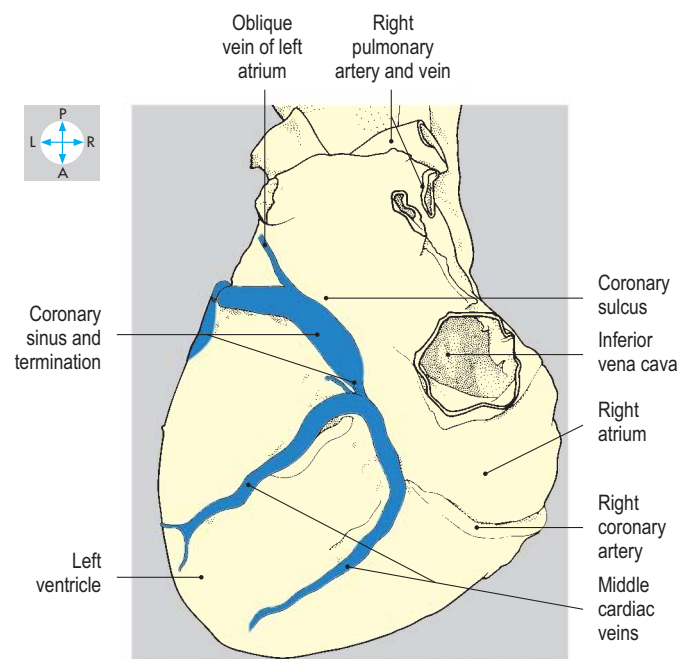 Oblique
vein of left
atrium
Right
pulmonary
artery and vein
P
L R
A
Coronary
sinus and
termination
Coronary
sulcus
Inferior
vena cava
Right
atrium
Right
coronary
artery
Left
ventricle
Middle
cardiac
veins